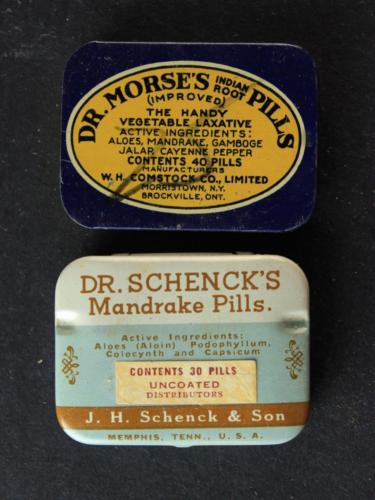 DR. MORSE'S INDIAN ROOT PILLS
(IMPROVED)
THE HANDY
VEGETABLE LAXATIVE
ACTIVE INGREDIENTS:
ALOES, MANDRAKE, GAMBOGE
JALAP, CAYENNE PEPPER
CONTENTS 40 PILLS
MANUFACTURERS
W. H. COMSTOCK CO., LIMITED
MORRISTOWN, N.Y.
BROCKVILLE, ONT.
DR. SCHENCK'S
Mandrake Pills.
Active Ingredients:
Aloes (Aloin) Podophyllum,
Colocynth and Capsicum
CONTENTS 30 PILLS
UNCOATED
DISTRIBUTORS
J. H. Schenck & Son
MEMPHIS, TENN., U. S. A.